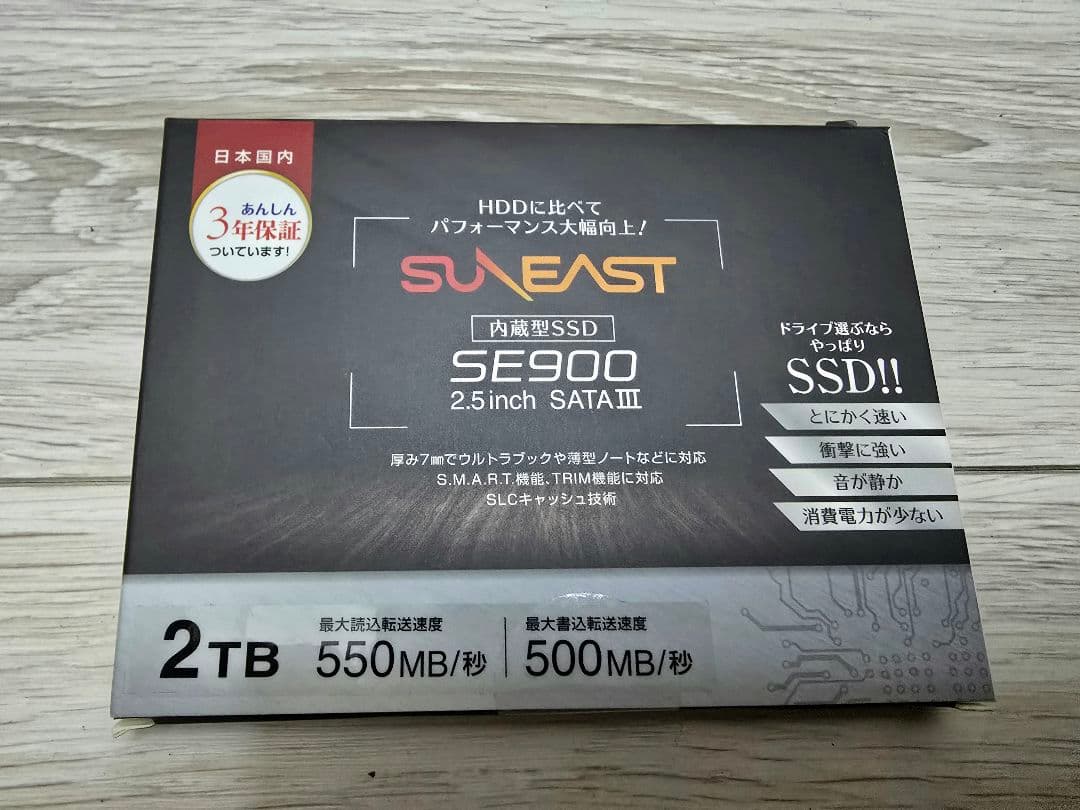 日本国内
あんしん
3年保証
ついています!
HDDに比べて
パフォーマンス大幅向上!
SUNEAST
内蔵型SSD
SE900
2.5inch SATAⅢ
厚み7㎜でウルトラブックや薄型ノートなどに対応
S.M.A.R.T.機能、TRIM機能に対応
SLCキャッシュ技術
ドライブ選ぶなら
やっぱり
SSD!!
とにかく速い
衝撃に強い
音が静か
消費電力が少ない
2TB
最大読込転送速度
550MB/秒
最大書込転送速度
500MB/秒